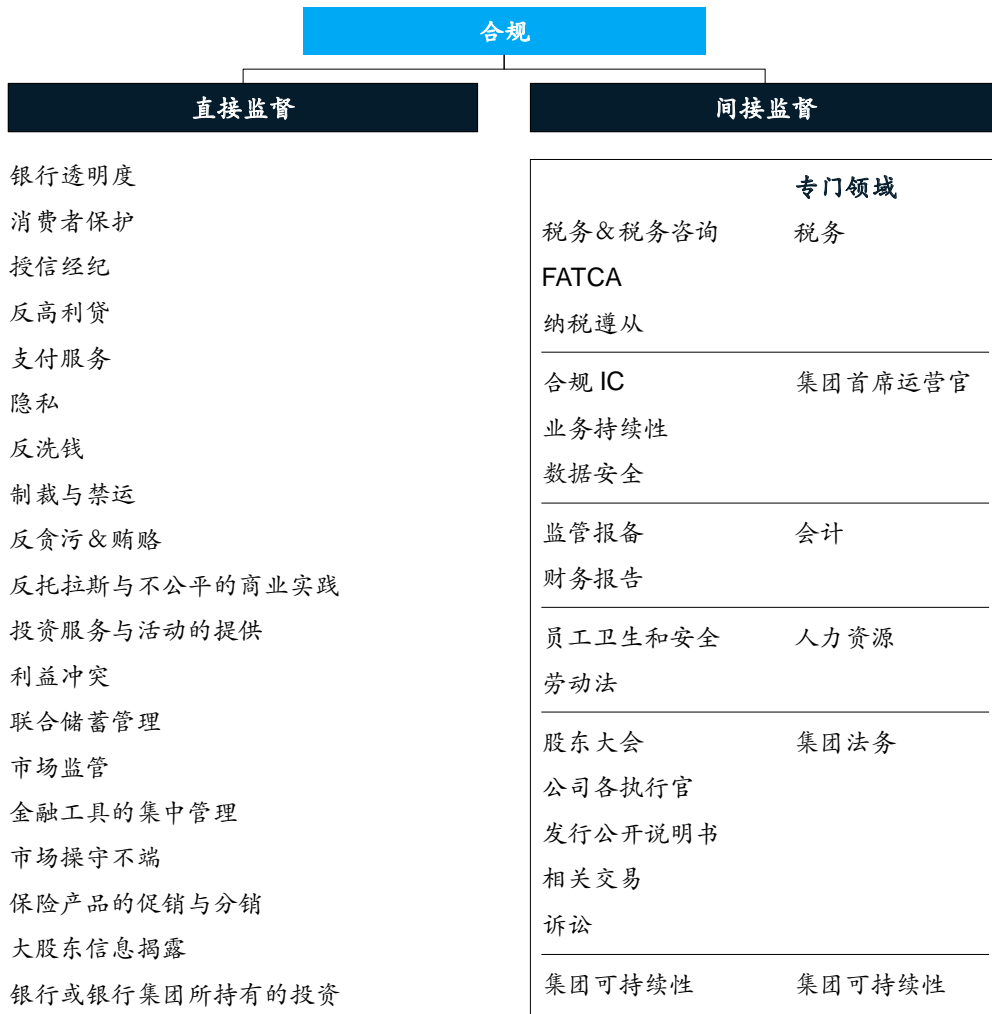 合规
直接监督
银行透明度
消费者保护
授信经纪
反高利贷
支付服务
隐私
反洗钱
制裁与禁运
反贪污＆贿赂
反托拉斯与不公平的商业实践
投资服务与活动的提供
利益冲突
联合储蓄管理
市场监管
金融工具的集中管理
市场操守不端
保险产品的促销与分销
大股东信息揭露
银行或银行集团所持有的投资
间接监督
专门领域
税务＆税务咨询 税务
FATCA
纳税遵从
合规 IC 集团首席运营官
业务持续性
数据安全
监管报备 会计
财务报告
员工卫生和安全 人力资源
劳动法
股东大会 集团法务
公司各执行官
发行公开说明书
相关交易
诉讼
集团可持续性 集团可持续性